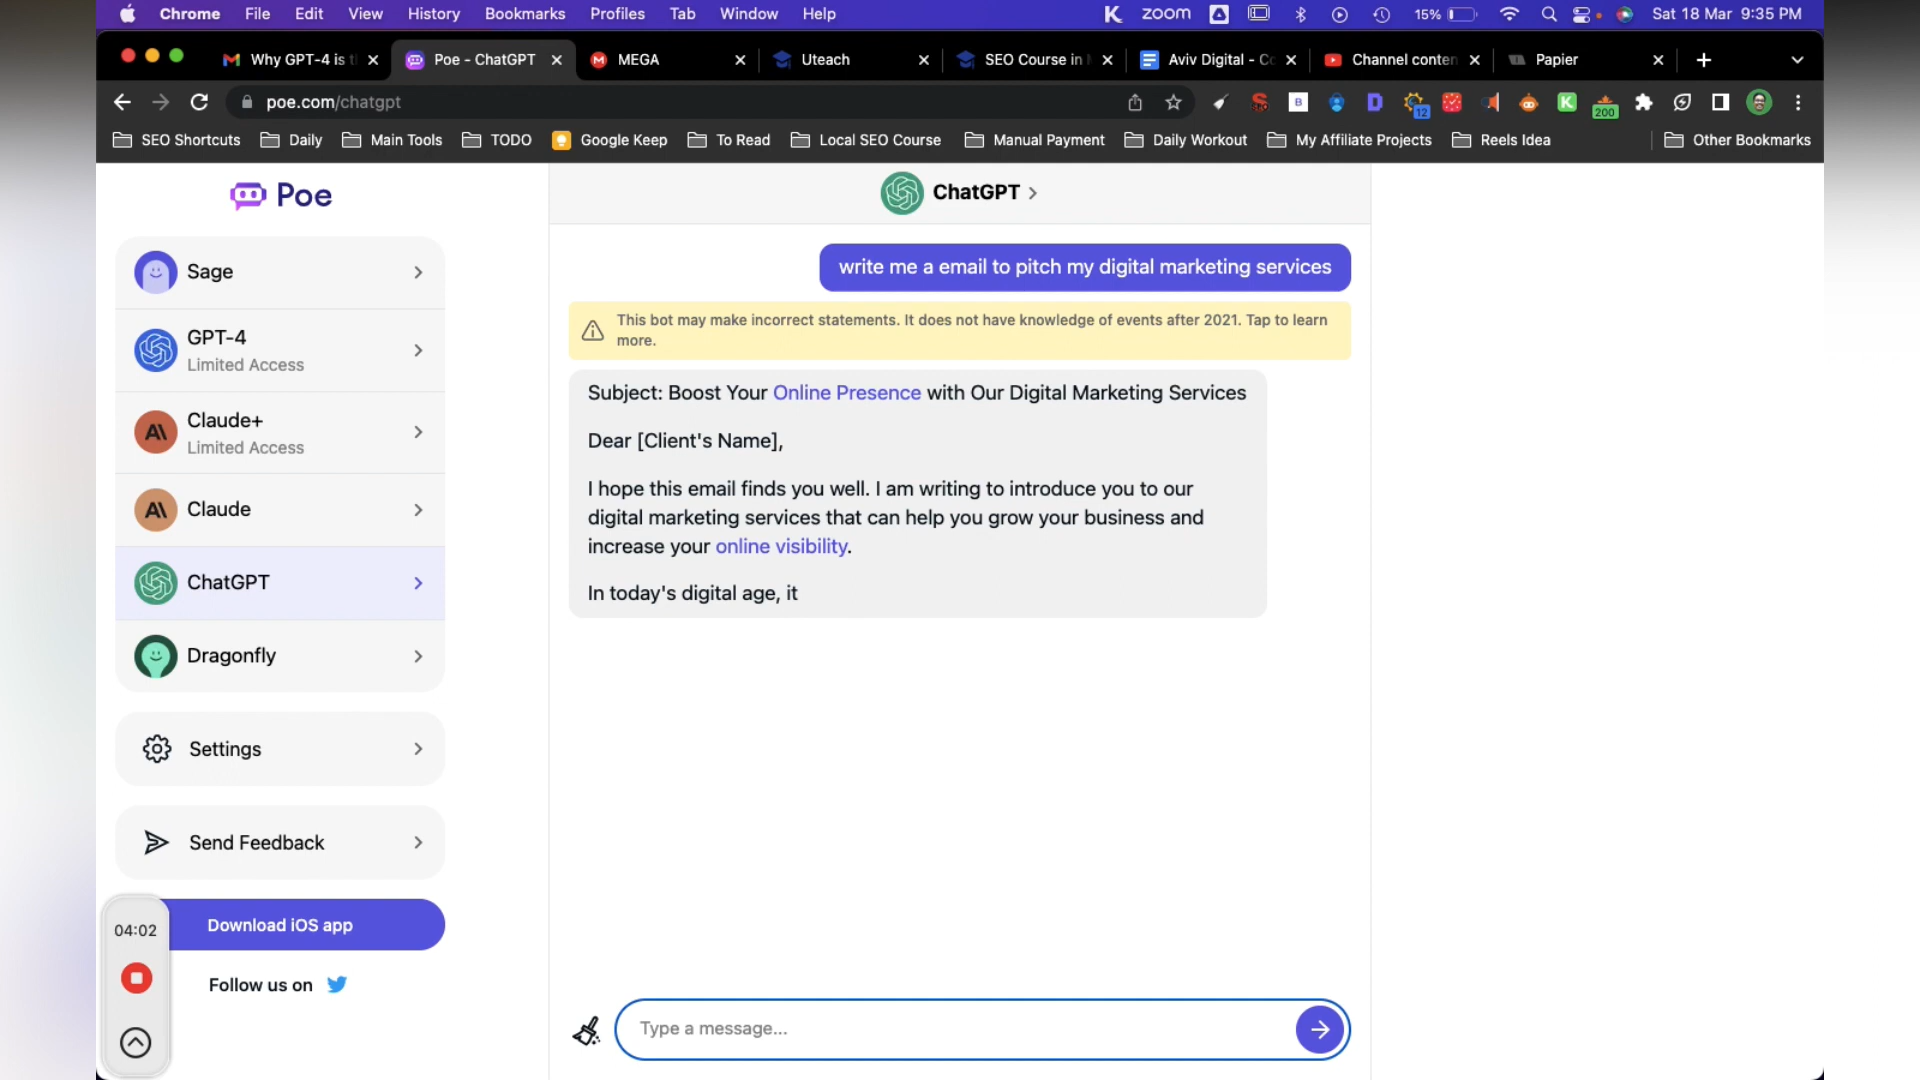 Chrome File Edit View History Bookmarks Profiles Tab Window Help K zoom 15% Sat 18 Mar 9:35 PM
Why GPT-4 is t Poe - ChatGPT MEGA Uteach SEO Course in Aviv Digital - Co Channel conten Papier
poe.com/chatgpt B D 12 K 200
SEO Shortcuts Daily Main Tools TODO Google Keep To Read Local SEO Course Manual Payment Daily Workout My Affiliate Projects Reels Idea Other Bookmarks
Poe
Sage
GPT-4
Limited Access
Claude+
Limited Access
Claude
ChatGPT
Dragonfly
Settings
Send Feedback
Download iOS app
Follow us on
04:02
ChatGPT
write me a email to pitch my digital marketing services
This bot may make incorrect statements. It does not have knowledge of events after 2021. Tap to learn
more.
Subject: Boost Your Online Presence with Our Digital Marketing Services
Dear [Client's Name],
I hope this email finds you well. I am writing to introduce you to our
digital marketing services that can help you grow your business and
increase your online visibility.
In today's digital age, it
Type a message...